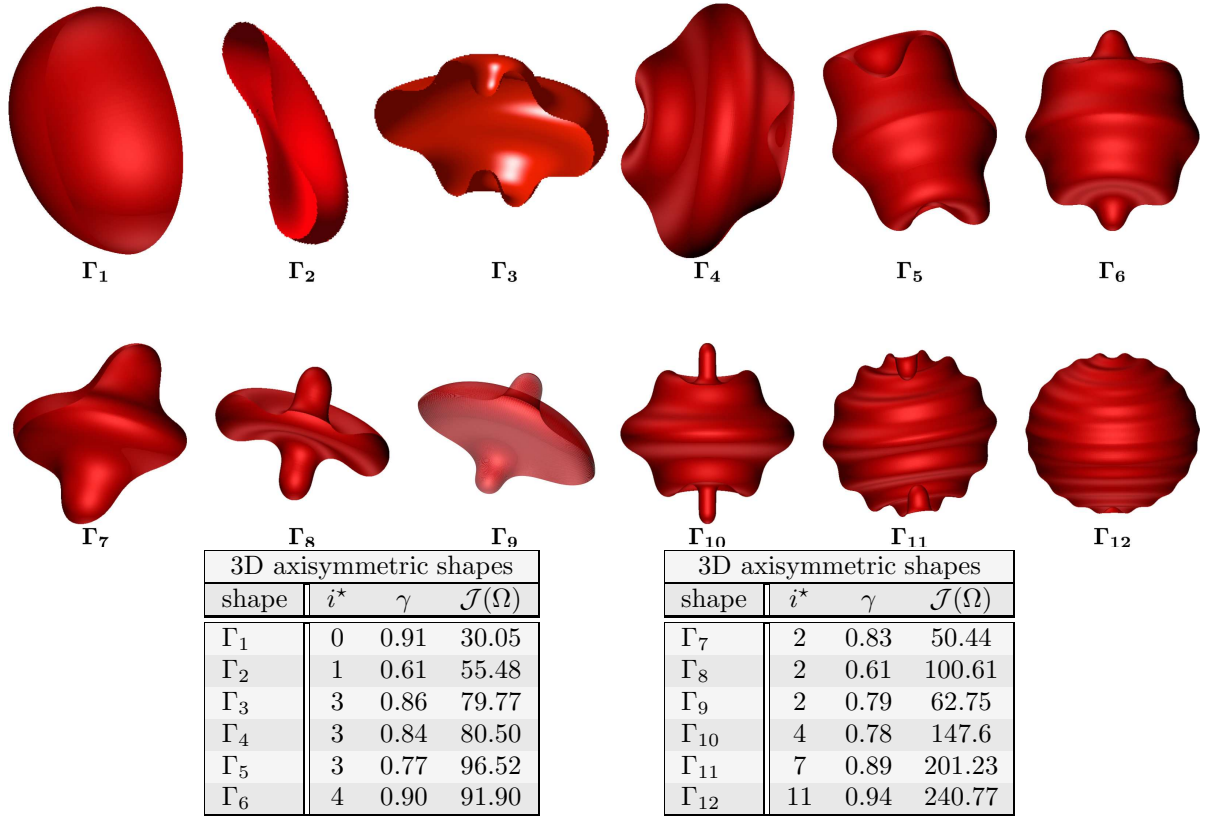 Γ₁ Γ₂ Γ₃ Γ₄ Γ₅ Γ₆
Γ₇ Γ₈ Γ₉ Γ₁₀ Γ₁₁ Γ₁₂
3D axisymmetric shapes
shape i⋆ γ 𝒥(Ω)
Γ₁ 0 0.91 30.05
Γ₂ 1 0.61 55.48
Γ₃ 3 0.86 79.77
Γ₄ 3 0.84 80.50
Γ₅ 3 0.77 96.52
Γ₆ 4 0.90 91.90
3D axisymmetric shapes
shape i⋆ γ 𝒥(Ω)
Γ₇ 2 0.83 50.44
Γ₈ 2 0.61 100.61
Γ₉ 2 0.79 62.75
Γ₁₀ 4 0.78 147.6
Γ₁₁ 7 0.89 201.23
Γ₁₂ 11 0.94 240.77